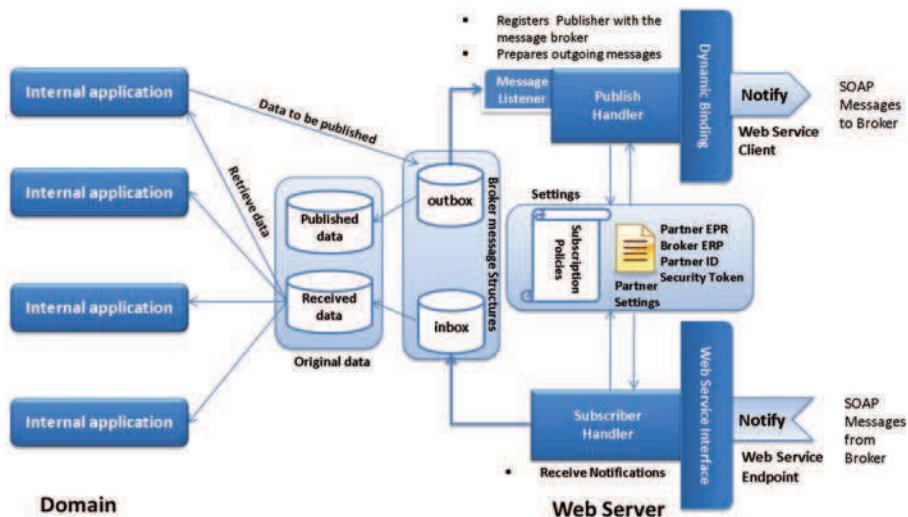 ▪ Registers Publisher with the
message broker
▪ Prepares outgoing messages
Internal application
Data to be published
Message
Listener
Publish
Handler
Dynamic Binding
Notify
SOAP
Messages
to Broker
Web Service
Client
Internal application
Retrieve data
Published
data
outbox
Broker message Structures
Settings
Subscription
Policies
Partner EPR
Broker ERP
Partner ID
Security Token
Partner
Settings
Internal application
Received
data
inbox
Original data
Internal application
Subscriber
Handler
Web Service Interface
Notify
SOAP
Messages
from
Broker
Web Service
Endpoint
▪ Receive Notifications
Domain
Web Server